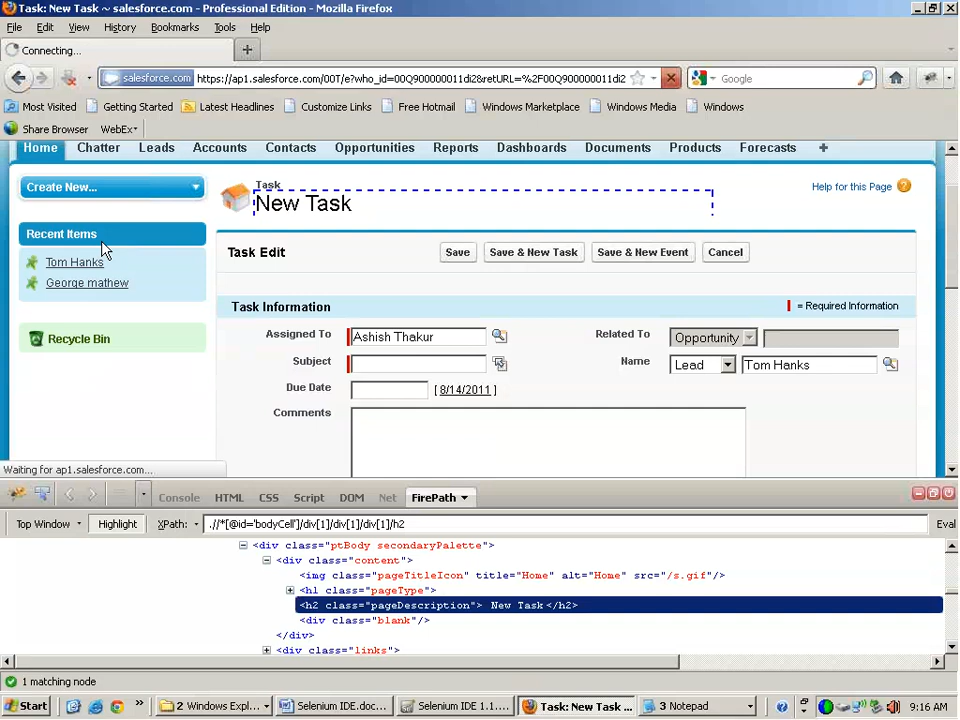 Task: New Task ~ salesforce.com - Professional Edition - Mozilla Firefox
File Edit View History Bookmarks Tools Help
Connecting...
salesforce.com https://ap1.salesforce.com/00T/e?who_id=00Q900000011di2&retURL=%2F00Q900000011di2 Google
Most Visited Getting Started Latest Headlines Customize Links Free Hotmail Windows Marketplace Windows Media Windows
Share Browser WebEx
Home Chatter Leads Accounts Contacts Opportunities Reports Dashboards Documents Products Forecasts +
Create New...
Task
New Task
Help for this Page ?
Recent Items
Tom Hanks
George mathew
Recycle Bin
Task Edit Save Save & New Task Save & New Event Cancel
Task Information = Required Information
Assigned To Ashish Thakur Related To Opportunity
Subject Name Lead Tom Hanks
Due Date [ 8/14/2011 ]
Comments
Waiting for ap1.salesforce.com...
Console HTML CSS Script DOM Net FirePath
Top Window Highlight XPath: .//*[@id='bodyCell']/div[1]/div[1]/div[1]/h2 Eval
<div class="ptBody secondaryPalette">
<div class="content">
<img class="pageTitleIcon" title="Home" alt="Home" src="/s.gif"/>
<h1 class="pageType">
<h2 class="pageDescription"> New Task</h2>
<div class="blank"/>
</div>
<div class="links">
1 matching node
Start » 2 Windows Expl... Selenium IDE.doc... Selenium IDE 1.1.... Task: New Task ... 3 Notepad 9:16 AM